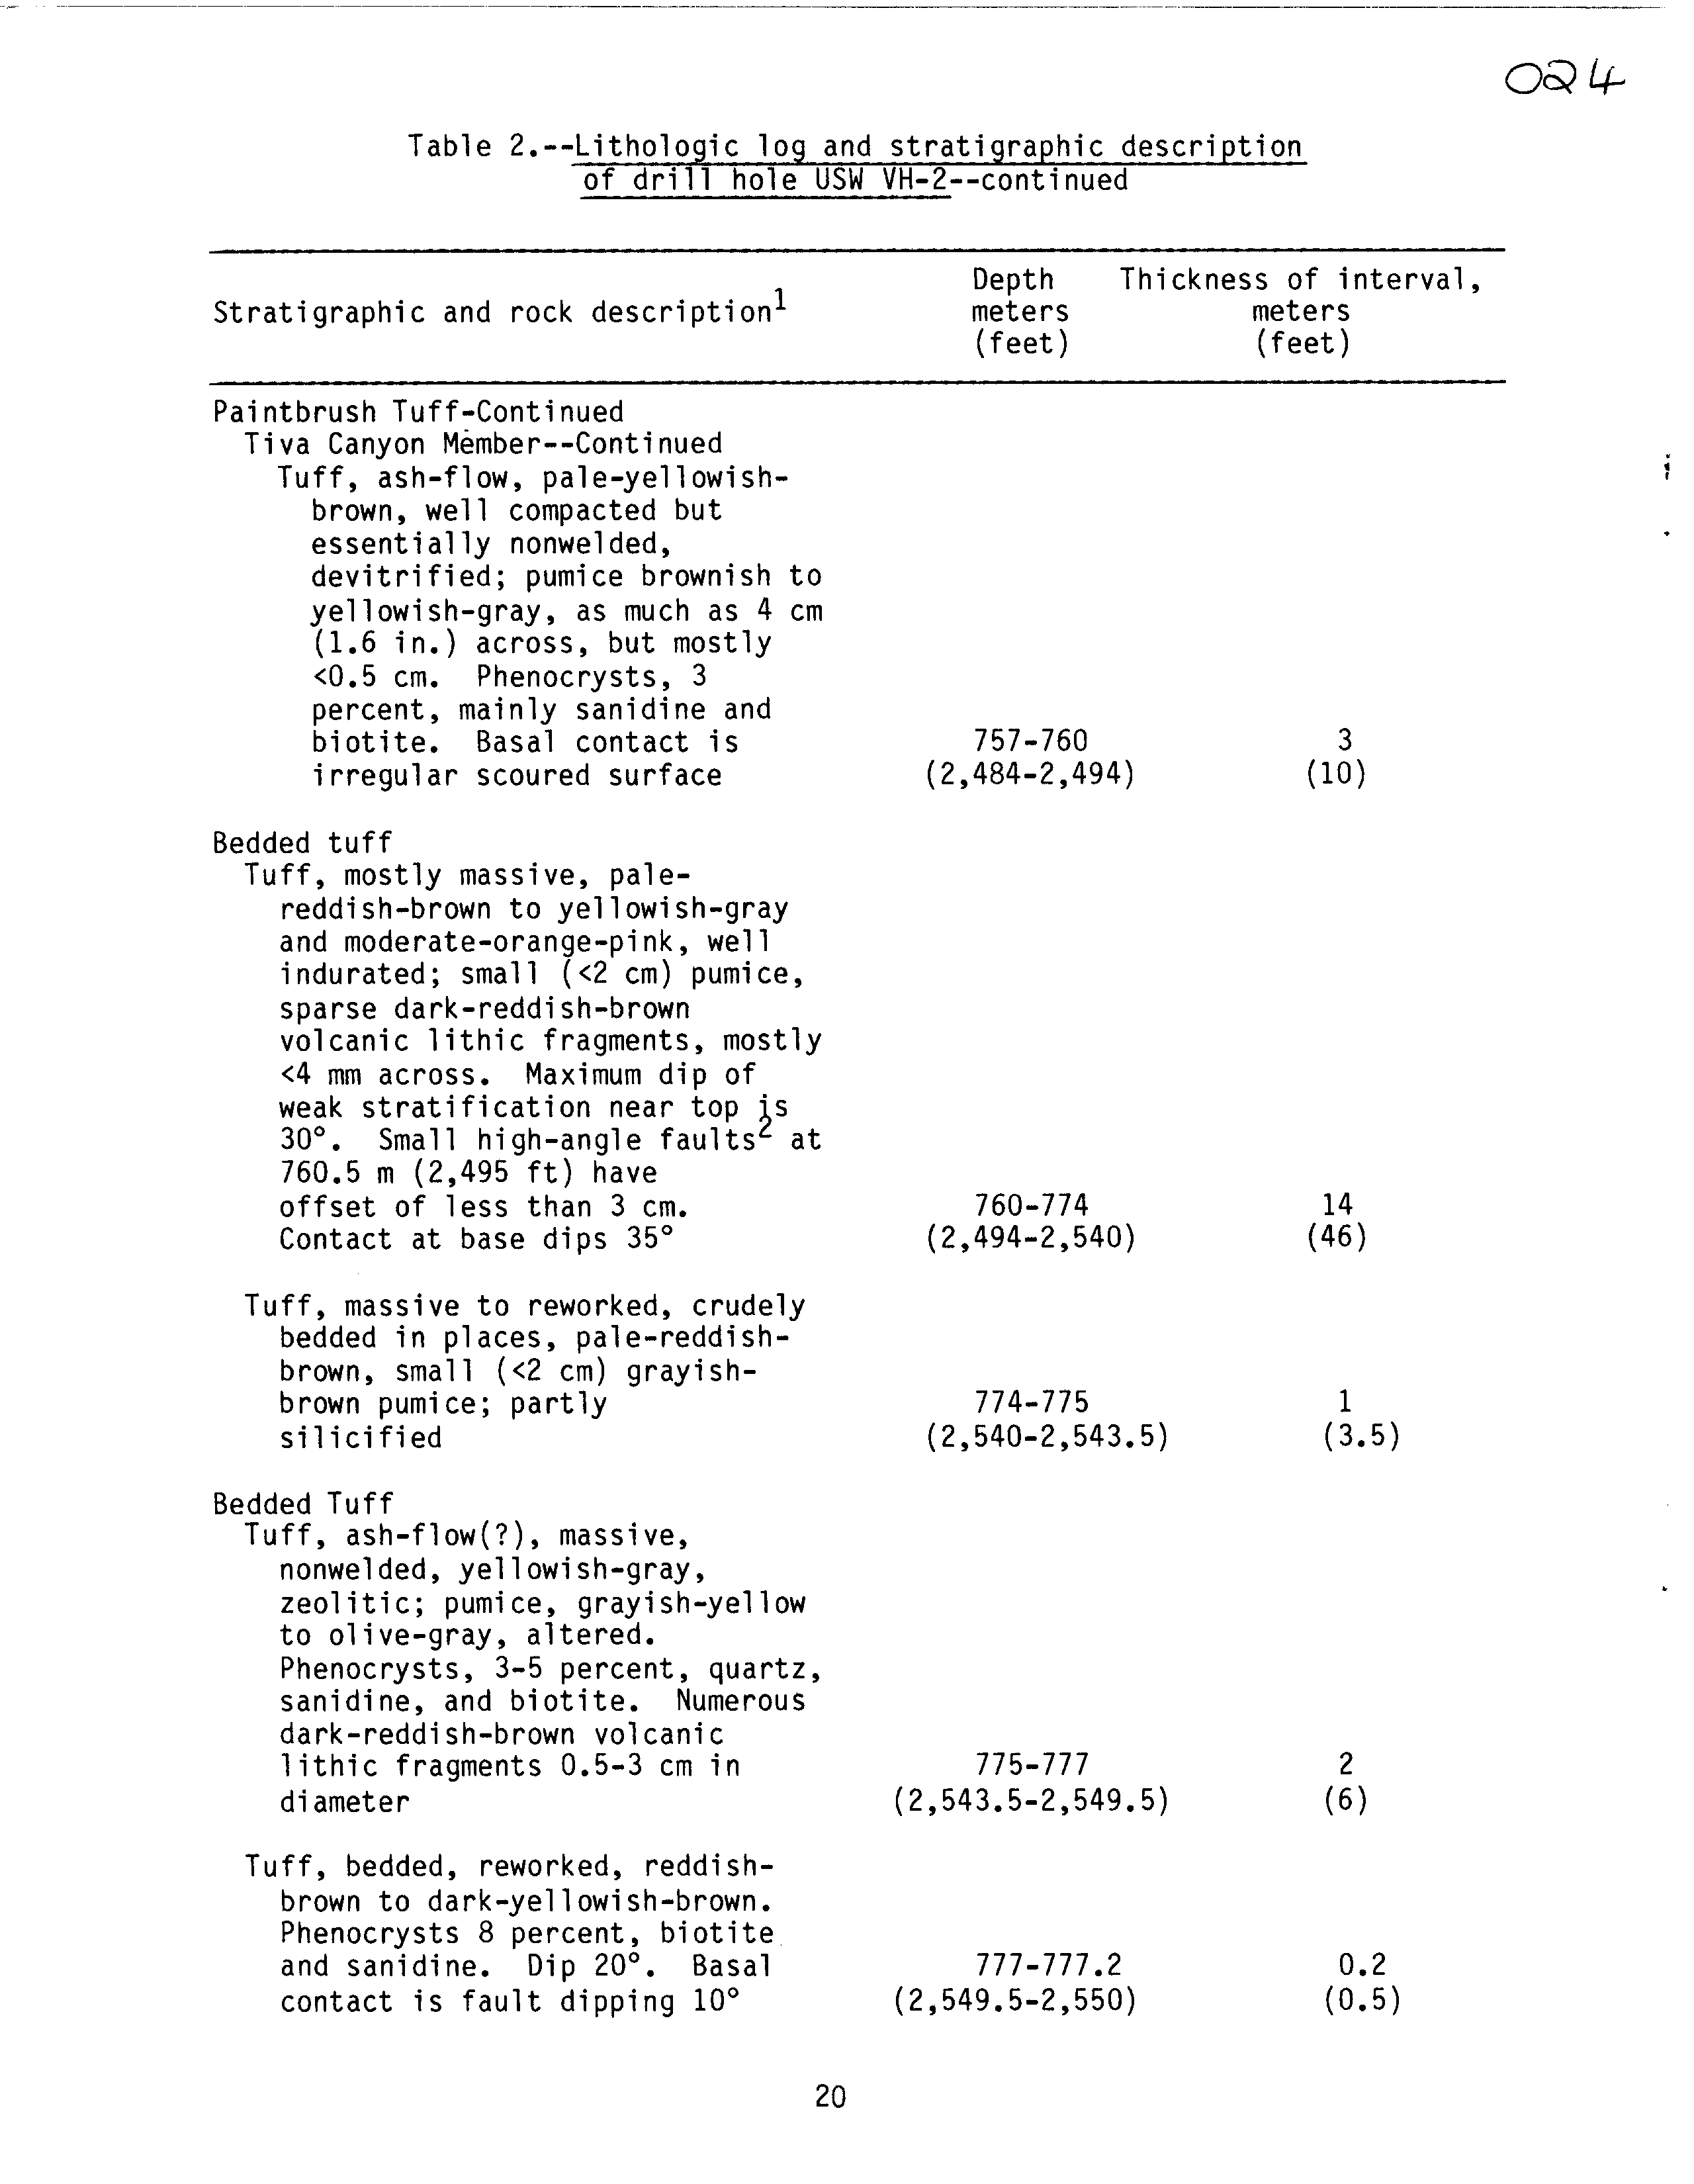 024
Table 2.--Lithologic log and stratigraphic description
of drill hole USW VH-2--continued
Depth Thickness of interval,
Stratigraphic and rock description1 meters meters
(feet) (feet)
Paintbrush Tuff-Continued
Tiva Canyon Member--Continued
Tuff, ash-flow, pale-yellowish-
brown, well compacted but
essentially nonwelded,
devitrified; pumice brownish to
yellowish-gray, as much as 4 cm
(1.6 in.) across, but mostly
<0.5 cm. Phenocrysts, 3
percent, mainly sanidine and
biotite. Basal contact is 757-760 3
irregular scoured surface (2,484-2,494) (10)
Bedded tuff
Tuff, mostly massive, pale-
reddish-brown to yellowish-gray
and moderate-orange-pink, well
indurated; small (<2 cm) pumice,
sparse dark-reddish-brown
volcanic lithic fragments, mostly
<4 mm across. Maximum dip of
weak stratification near top is
30°. Small high-angle faults2 at
760.5 m (2,495 ft) have
offset of less than 3 cm. 760-774 14
Contact at base dips 35° (2,494-2,540) (46)
Tuff, massive to reworked, crudely
bedded in places, pale-reddish-
brown, small (<2 cm) grayish-
brown pumice; partly 774-775 1
silicified (2,540-2,543.5) (3.5)
Bedded Tuff
Tuff, ash-flow(?), massive,
nonwelded, yellowish-gray,
zeolitic; pumice, grayish-yellow
to olive-gray, altered.
Phenocrysts, 3-5 percent, quartz,
sanidine, and biotite. Numerous
dark-reddish-brown volcanic
lithic fragments 0.5-3 cm in 775-777 2
diameter (2,543.5-2,549.5) (6)
Tuff, bedded, reworked, reddish-
brown to dark-yellowish-brown.
Phenocrysts 8 percent, biotite
and sanidine. Dip 20°. Basal 777-777.2 0.2
contact is fault dipping 10° (2,549.5-2,550) (0.5)
20